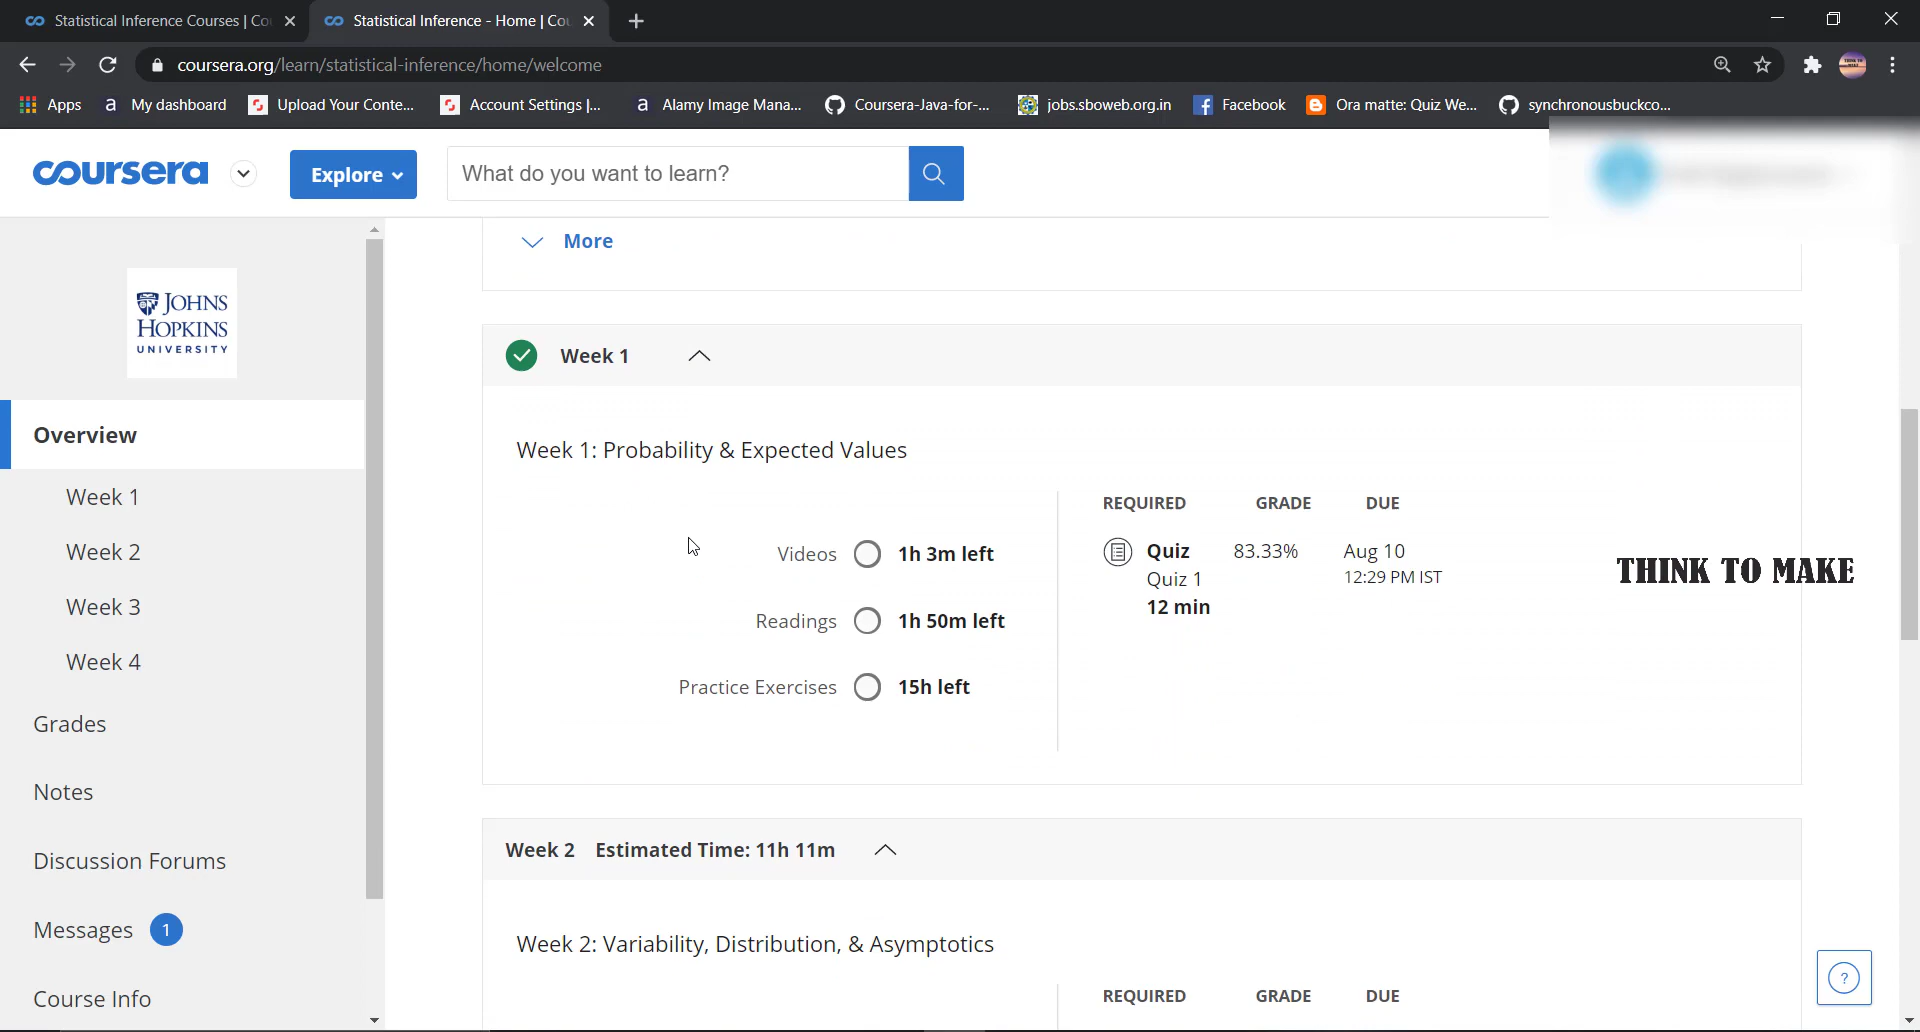 Statistical Inference Courses | Co
Statistical Inference - Home | Cou
coursera.org/learn/statistical-inference/home/welcome
Apps
My dashboard
Upload Your Conte...
Account Settings |...
Alamy Image Mana...
Coursera-Java-for-...
jobs.sboweb.org.in
Facebook
Ora matte: Quiz We...
synchronousbuckco...
coursera
Explore
What do you want to learn?
JOHNS
HOPKINS
UNIVERSITY
Overview
Week 1
Week 2
Week 3
Week 4
Grades
Notes
Discussion Forums
Messages 1
Course Info
More
Week 1
Week 1: Probability & Expected Values
Videos 1h 3m left
Readings 1h 50m left
Practice Exercises 15h left
REQUIRED GRADE DUE
Quiz 83.33% Aug 10
Quiz 1 12:29 PM IST
12 min
THINK TO MAKE
Week 2 Estimated Time: 11h 11m
Week 2: Variability, Distribution, & Asymptotics
REQUIRED GRADE DUE
?